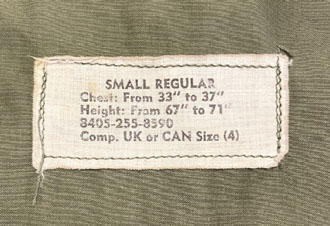 SMALL REGULAR
Chest: From 33" to 37"
Height: From 67" to 71"
8405-255-8590
Comp. UK or CAN Size (4)